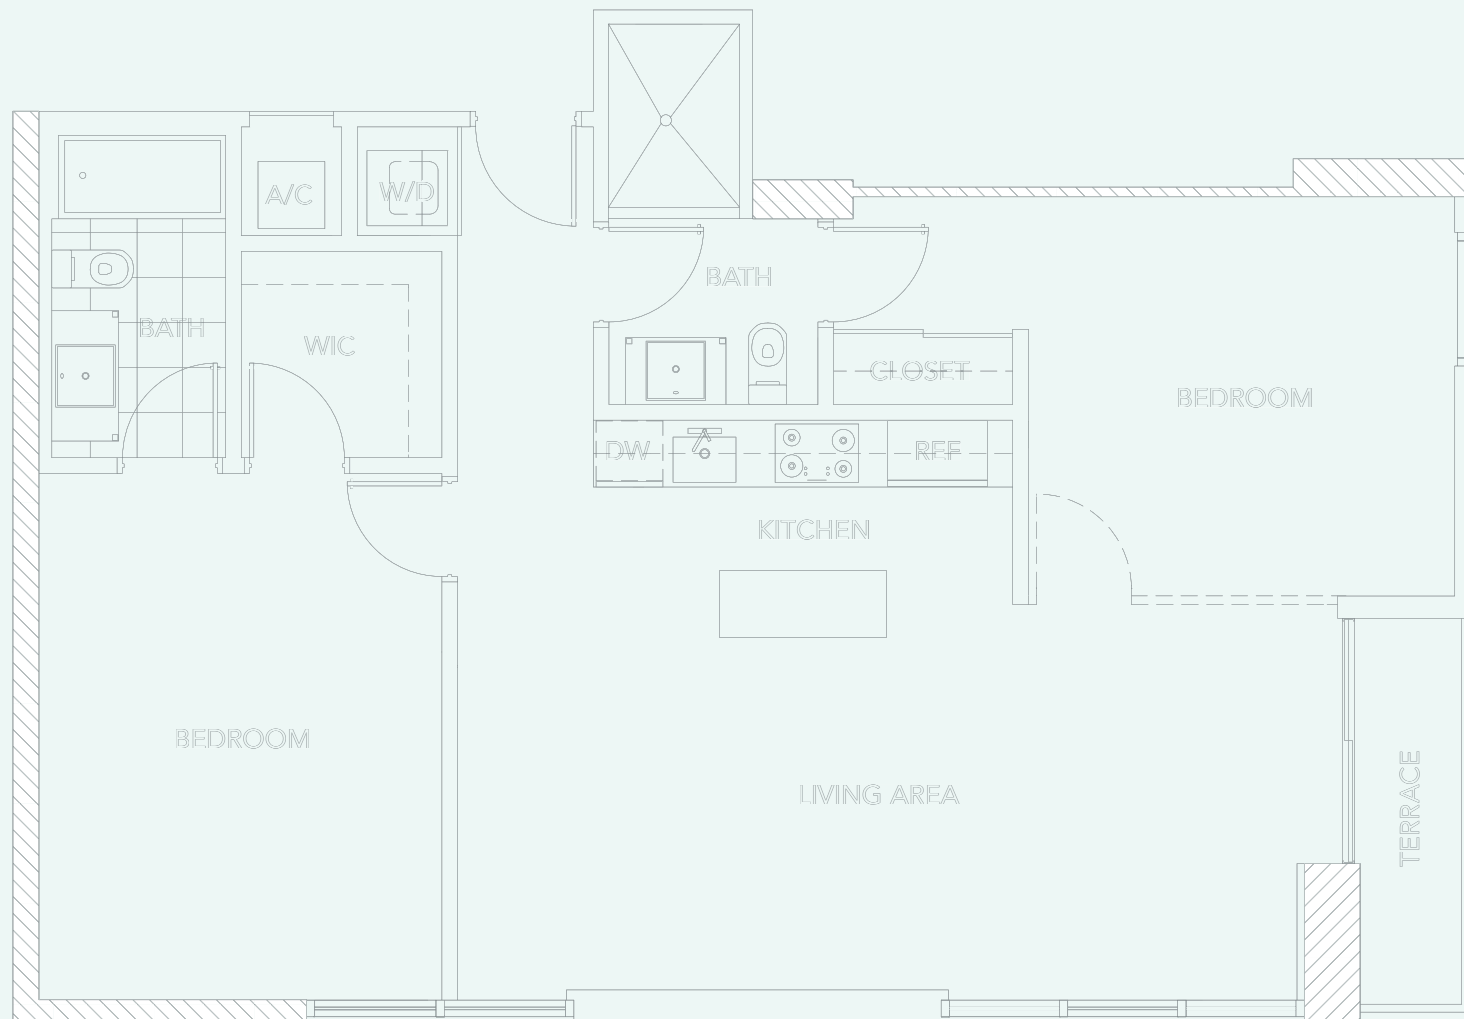 A/C
W/D
BATH
BATH
WIC
CLOSET
BEDROOM
DW
REF
KITCHEN
BEDROOM
LIVING AREA
TERRACE